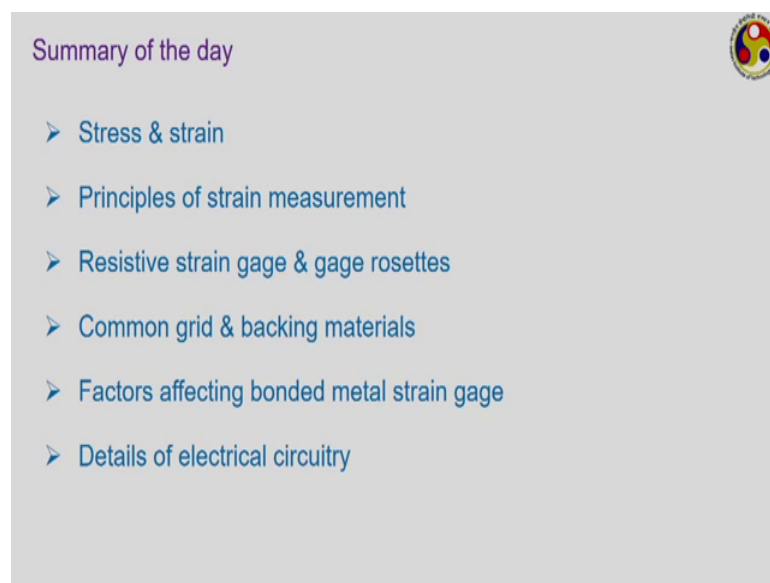 Summary of the day
➤ Stress & strain
➤ Principles of strain measurement
➤ Resistive strain gage & gage rosettes
➤ Common grid & backing materials
➤ Factors affecting bonded metal strain gage
➤ Details of electrical circuitry